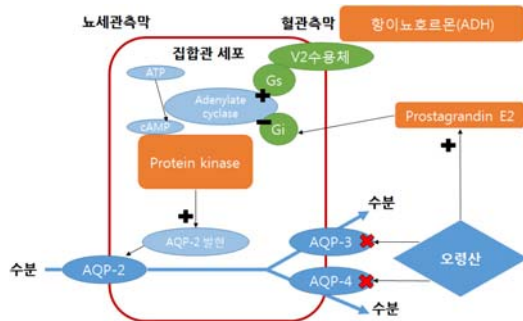 뇨세관측막
혈관측막
항이뇨호르몬(ADH)
집합관 세포
V2수용체
ATP
Gs
Adenylate
cyclase
cAMP
Gi
Prostagrandin E2
Protein kinase
수분
AQP-2 발현
AQP-3
오령산
수분
AQP-2
AQP-4
수분